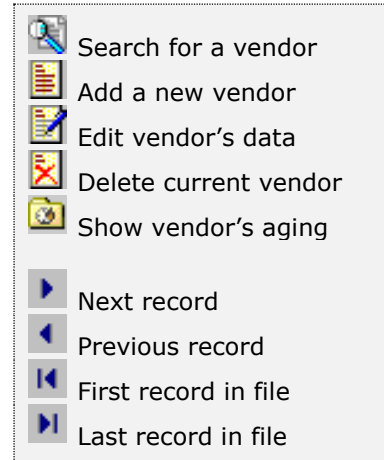 Search for a vendor
Add a new vendor
Edit vendor's data
Delete current vendor
Show vendor's aging
Next record
Previous record
First record in file
Last record in file